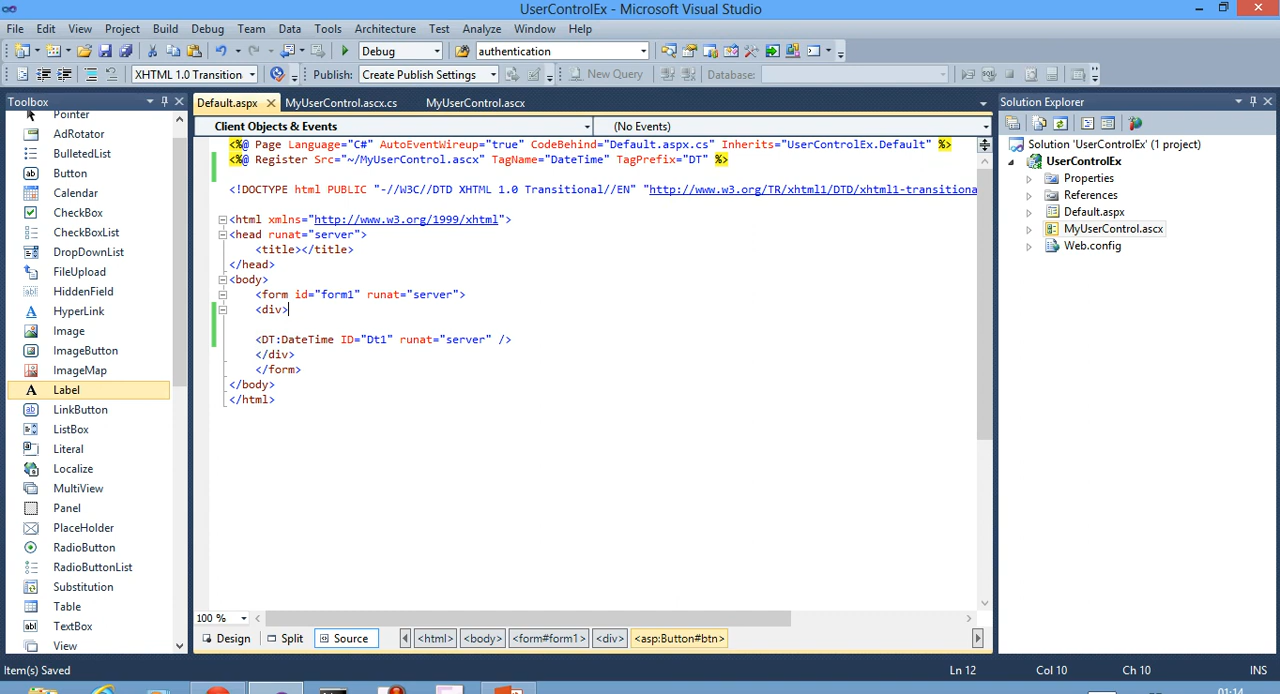 UserControlEx - Microsoft Visual Studio
File Edit View Project Build Debug Team Data Tools Architecture Test Analyze Window Help
Debug authentication
XHTML 1.0 Transition Publish: Create Publish Settings New Query Database:
Toolbox
Pointer
AdRotator
BulletedList
Button
Calendar
CheckBox
CheckBoxList
DropDownList
FileUpload
HiddenField
HyperLink
Image
ImageButton
ImageMap
Label
LinkButton
ListBox
Literal
Localize
MultiView
Panel
PlaceHolder
RadioButton
RadioButtonList
Substitution
Table
TextBox
View
Default.aspx MyUserControl.ascx.cs MyUserControl.ascx
Client Objects & Events (No Events)
<%@ Page Language="C#" AutoEventWireup="true" CodeBehind="Default.aspx.cs" Inherits="UserControlEx.Default" %>
<%@ Register Src="~/MyUserControl.ascx" TagName="DateTime" TagPrefix="DT" %>
<!DOCTYPE html PUBLIC "-//W3C//DTD XHTML 1.0 Transitional//EN" "http://www.w3.org/TR/xhtml1/DTD/xhtml1-transitiona
<html xmlns="http://www.w3.org/1999/xhtml">
<head runat="server">
<title></title>
</head>
<body>
<form id="form1" runat="server">
<div>
<DT:DateTime ID="Dt1" runat="server" />
</div>
</form>
</body>
</html>
100 %
Design Split Source <html> <body> <form#form1> <div> <asp:Button#btn>
Solution Explorer
Solution 'UserControlEx' (1 project)
UserControlEx
Properties
References
Default.aspx
MyUserControl.ascx
Web.config
Item(s) Saved Ln 12 Col 10 Ch 10 INS
01:14